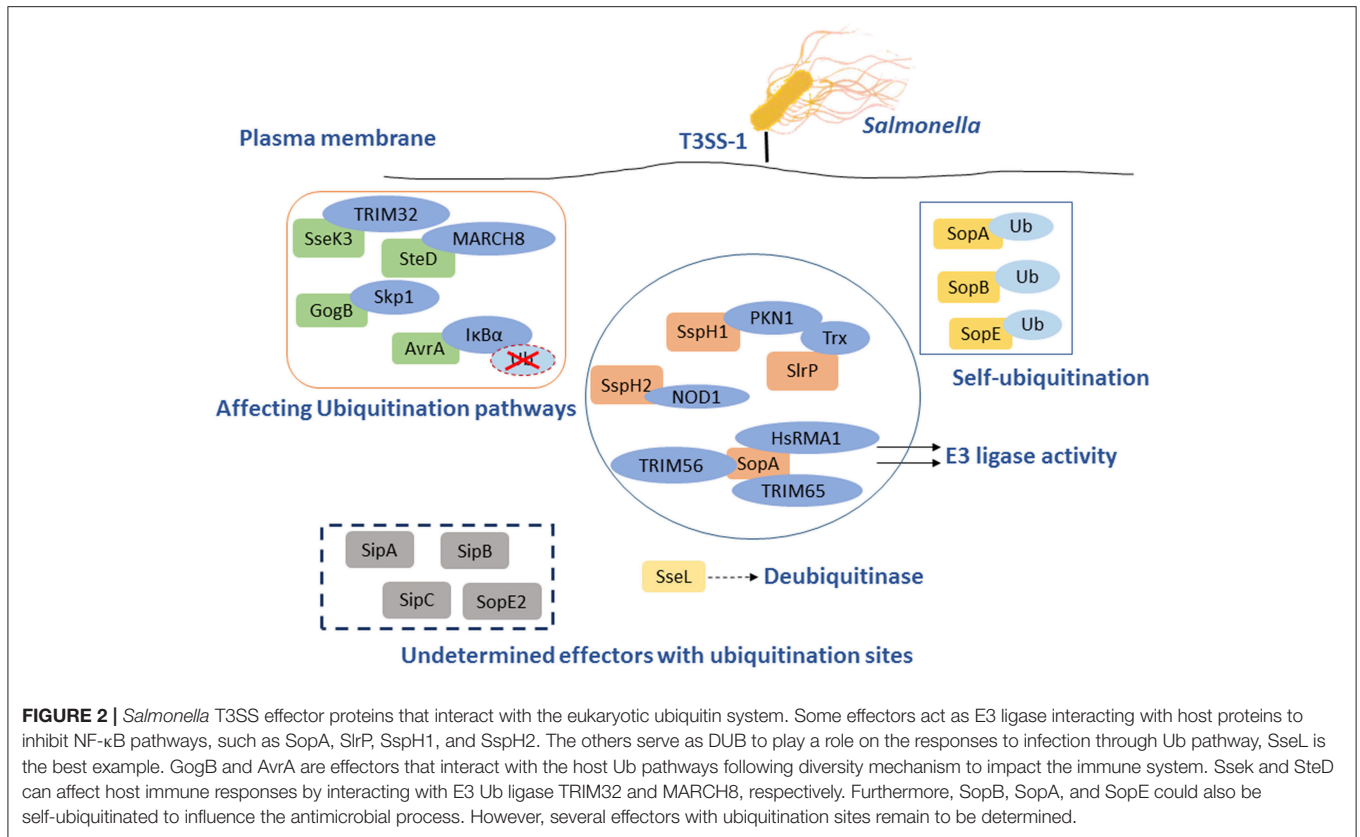 Salmonella
T3SS-1
Plasma membrane
TRIM32
SseK3
MARCH8
SteD
Skp1
GogB
IκBα
AvrA
Ub
Affecting Ubiquitination pathways
PKN1
SspH1
Trx
SlrP
SspH2
NOD1
HsRMA1
TRIM56
SopA
TRIM65
E3 ligase activity
SopA
Ub
SopB
Ub
SopE
Ub
Self-ubiquitination
SipA
SipB
SipC
SopE2
Undetermined effectors with ubiquitination sites
SseL
Deubiquitinase
FIGURE 2 | Salmonella T3SS effector proteins that interact with the eukaryotic ubiquitin system. Some effectors act as E3 ligase interacting with host proteins to
inhibit NF-κB pathways, such as SopA, SlrP, SspH1, and SspH2. The others serve as DUB to play a role on the responses to infection through Ub pathway, SseL is
the best example. GogB and AvrA are effectors that interact with the host Ub pathways following diversity mechanism to impact the immune system. Ssek and SteD
can affect host immune responses by interacting with E3 Ub ligase TRIM32 and MARCH8, respectively. Furthermore, SopB, SopA, and SopE could also be
self-ubiquitinated to influence the antimicrobial process. However, several effectors with ubiquitination sites remain to be determined.